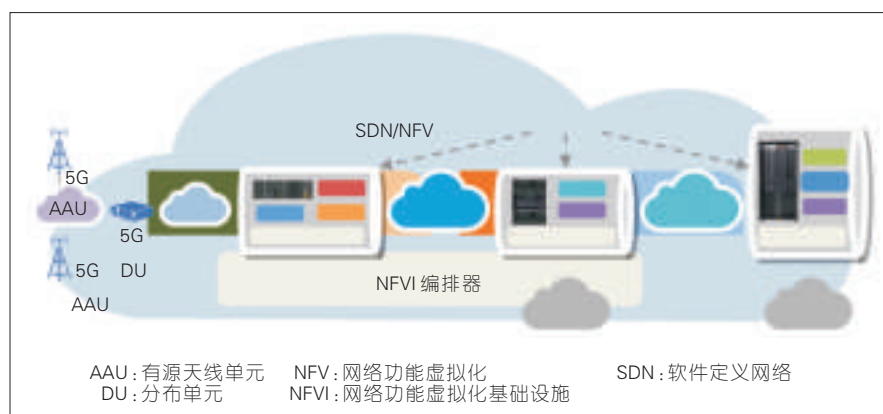 SDN/NFV
5G
AAU
5G
5G
DU
AAU
NFVI 编排器
AAU:有源天线单元 NFV:网络功能虚拟化 SDN:软件定义网络
DU:分布单元 NFVI:网络功能虚拟化基础设施